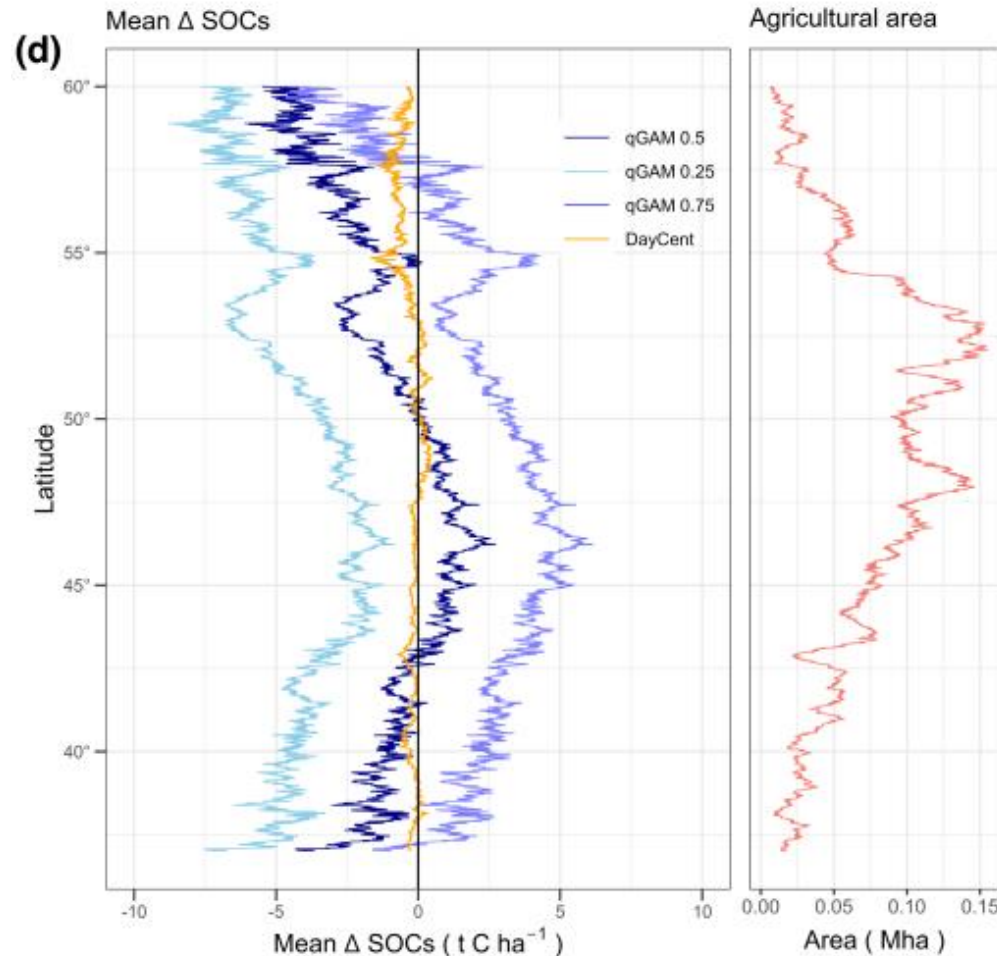 Mean Δ SOCs
Agricultural area
(d)
60°
55°
50°
45°
40°
Latitude
qGAM 0.5
qGAM 0.25
qGAM 0.75
DayCent
-10
-5
0
5
10
Mean Δ SOCs ( t C ha⁻¹ )
0.00
0.05
0.10
0.15
Area ( Mha )